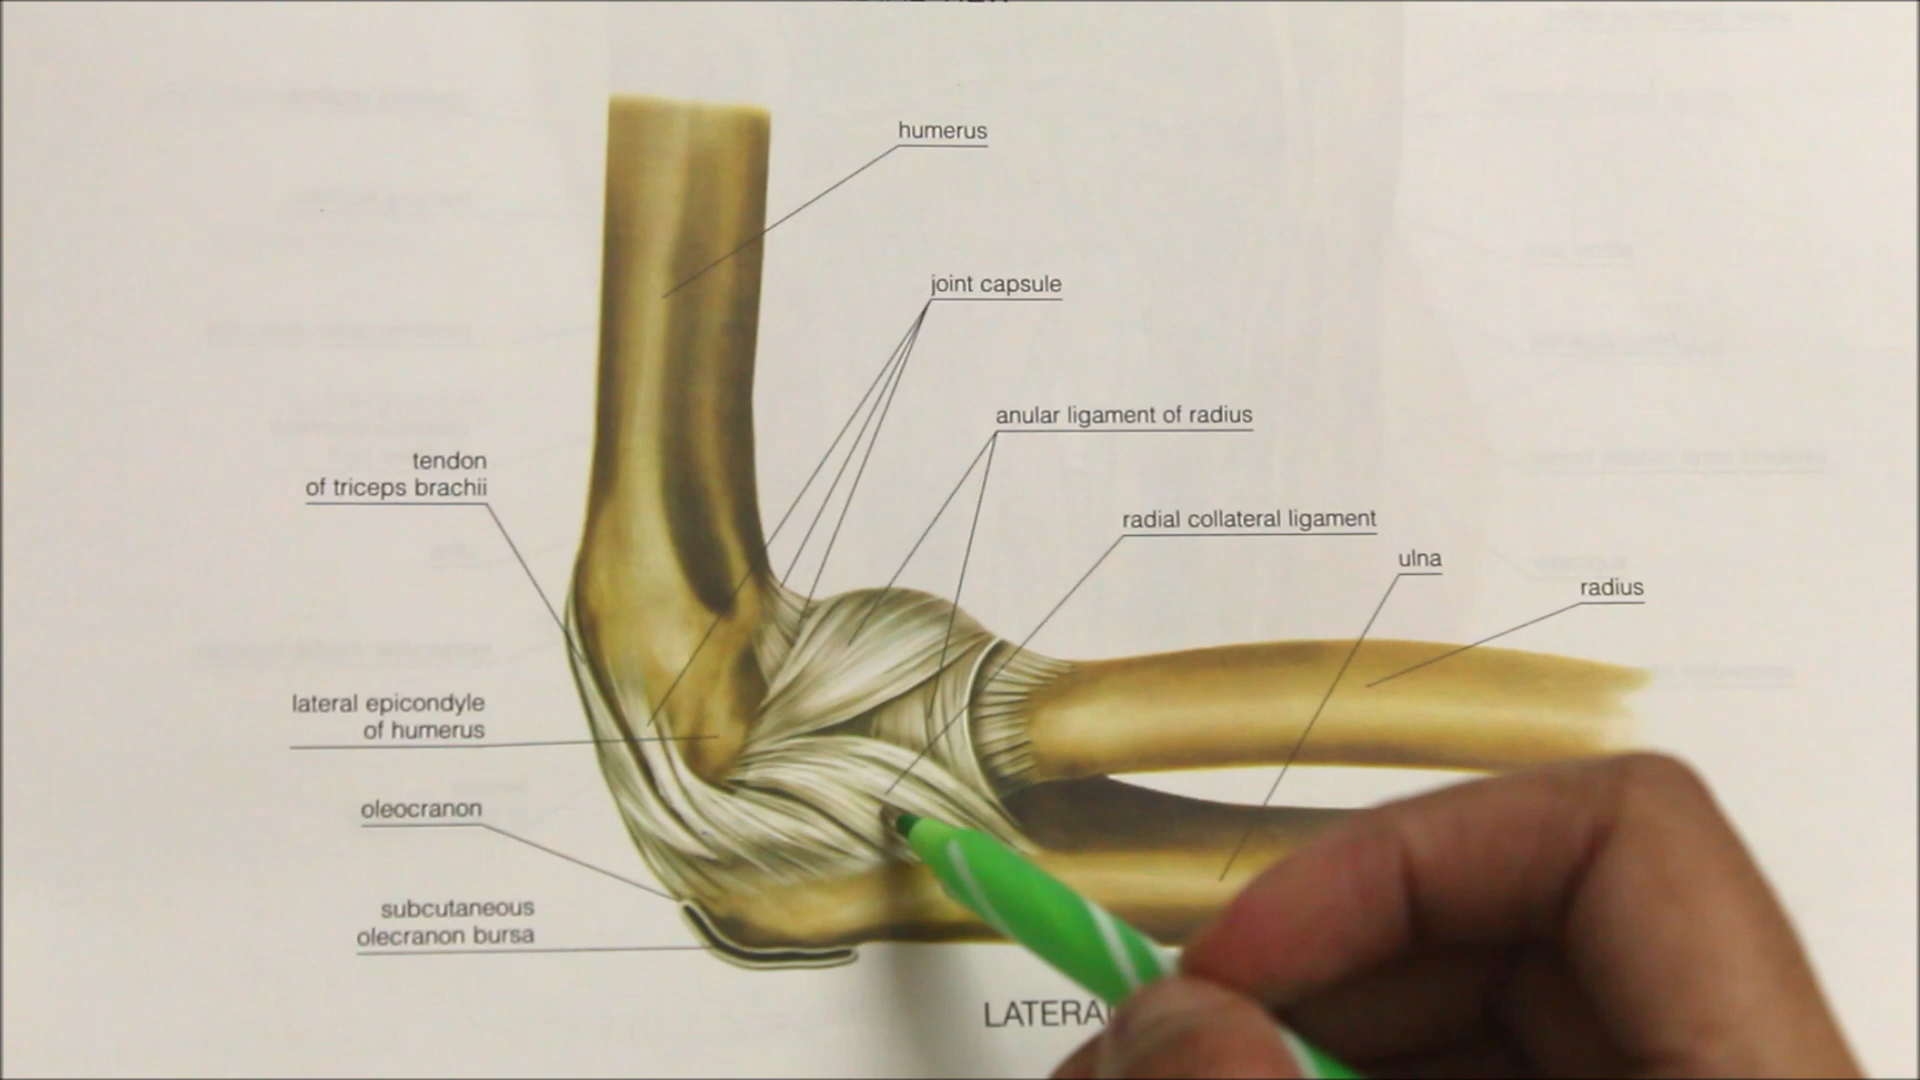 humerus
joint capsule
anular ligament of radius
tendon
of triceps brachii
radial collateral ligament
ulna
radius
lateral epicondyle
of humerus
oleocranon
subcutaneous
olecranon bursa
LATERAL